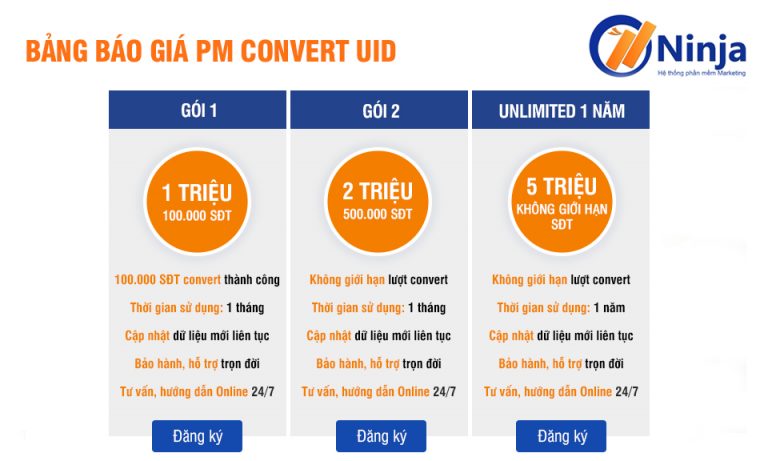 BẢNG BÁO GIÁ PM CONVERT UID
Ninja
Hệ thống phần mềm Marketing
GÓI 1
1 TRIỆU
100.000 SĐT
100.000 SĐT convert thành công
Thời gian sử dụng: 1 tháng
Cập nhật dữ liệu mới liên tục
Bảo hành, hỗ trợ trọn đời
Tư vấn, hướng dẫn Online 24/7
Đăng ký
GÓI 2
2 TRIỆU
500.000 SĐT
Không giới hạn lượt convert
Thời gian sử dụng: 1 tháng
Cập nhật dữ liệu mới liên tục
Bảo hành, hỗ trợ trọn đời
Tư vấn, hướng dẫn Online 24/7
Đăng ký
UNLIMITED 1 NĂM
5 TRIỆU
KHÔNG GIỚI HẠN
SĐT
Không giới hạn lượt convert
Thời gian sử dụng: 1 năm
Cập nhật dữ liệu mới liên tục
Bảo hành, hỗ trợ trọn đời
Tư vấn, hướng dẫn Online 24/7
Đăng ký